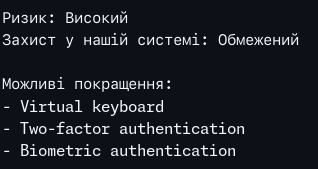 Ризик: Високий
Захист у нашій системі: Обмежений
Можливі покращення:
- Virtual keyboard
- Two-factor authentication
- Biometric authentication